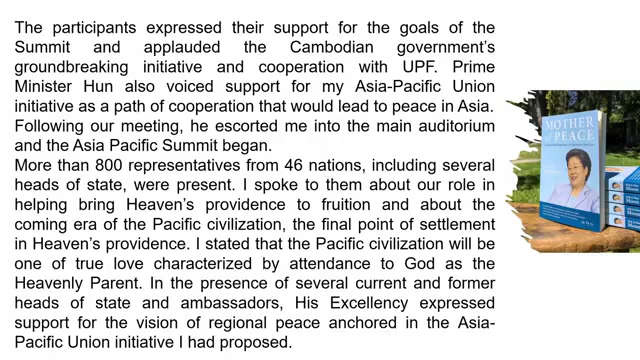 The participants expressed their support for the goals of the
Summit and applauded the Cambodian government's
groundbreaking initiative and cooperation with UPF. Prime
Minister Hun also voiced support for my Asia-Pacific Union
initiative as a path of cooperation that would lead to peace in Asia.
Following our meeting, he escorted me into the main auditorium
and the Asia Pacific Summit began.
More than 800 representatives from 46 nations, including several
heads of state, were present. I spoke to them about our role in
helping bring Heaven's providence to fruition and about the
coming era of the Pacific civilization, the final point of settlement
in Heaven's providence. I stated that the Pacific civilization will be
one of true love characterized by attendance to God as the
Heavenly Parent. In the presence of several current and former
heads of state and ambassadors, His Excellency expressed
support for the vision of regional peace anchored in the Asia-
Pacific Union initiative I had proposed.
MOTHER
of PEACE